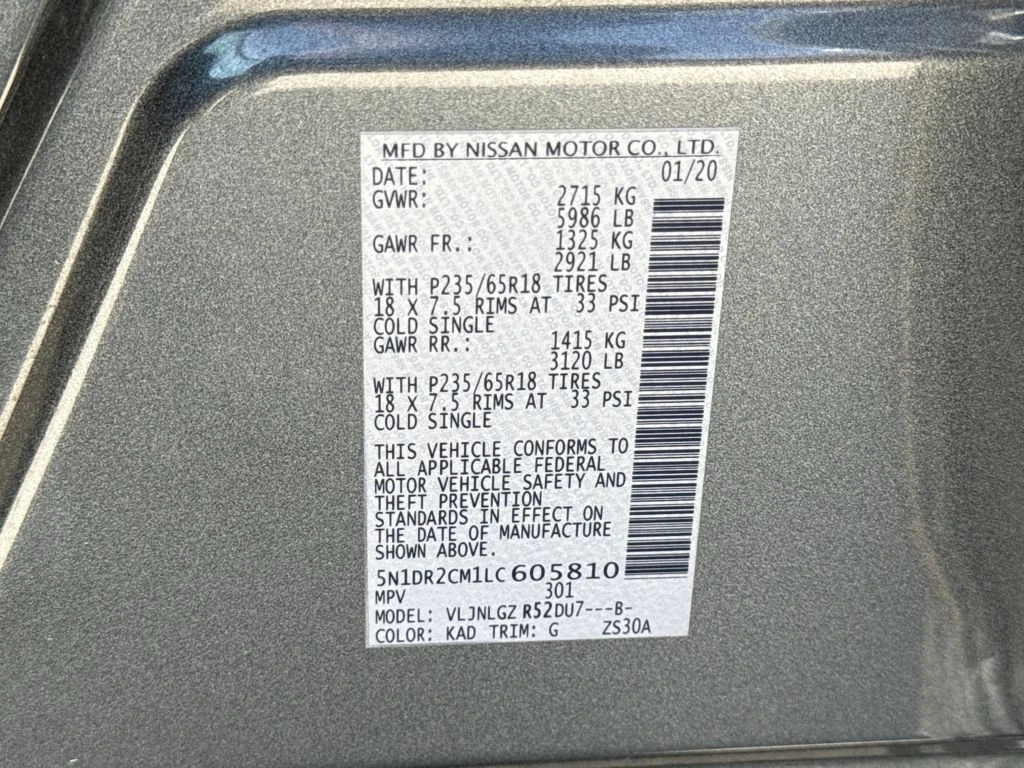 MFD BY NISSAN MOTOR CO., LTD.
DATE: 01/20
GVWR: 2715 KG
5986 LB
GAWR FR.: 1325 KG
2921 LB
WITH P235/65R18 TIRES
18 X 7.5 RIMS AT 33 PSI
COLD SINGLE
GAWR RR.: 1415 KG
3120 LB
WITH P235/65R18 TIRES
18 X 7.5 RIMS AT 33 PSI
COLD SINGLE
THIS VEHICLE CONFORMS TO
ALL APPLICABLE FEDERAL
MOTOR VEHICLE SAFETY AND
THEFT PREVENTION
STANDARDS IN EFFECT ON
THE DATE OF MANUFACTURE
SHOWN ABOVE.
5N1DR2CM1LC605810
MPV 301
MODEL: VLJNLGZ R52DU7---B-
COLOR: KAD TRIM: G ZS30A